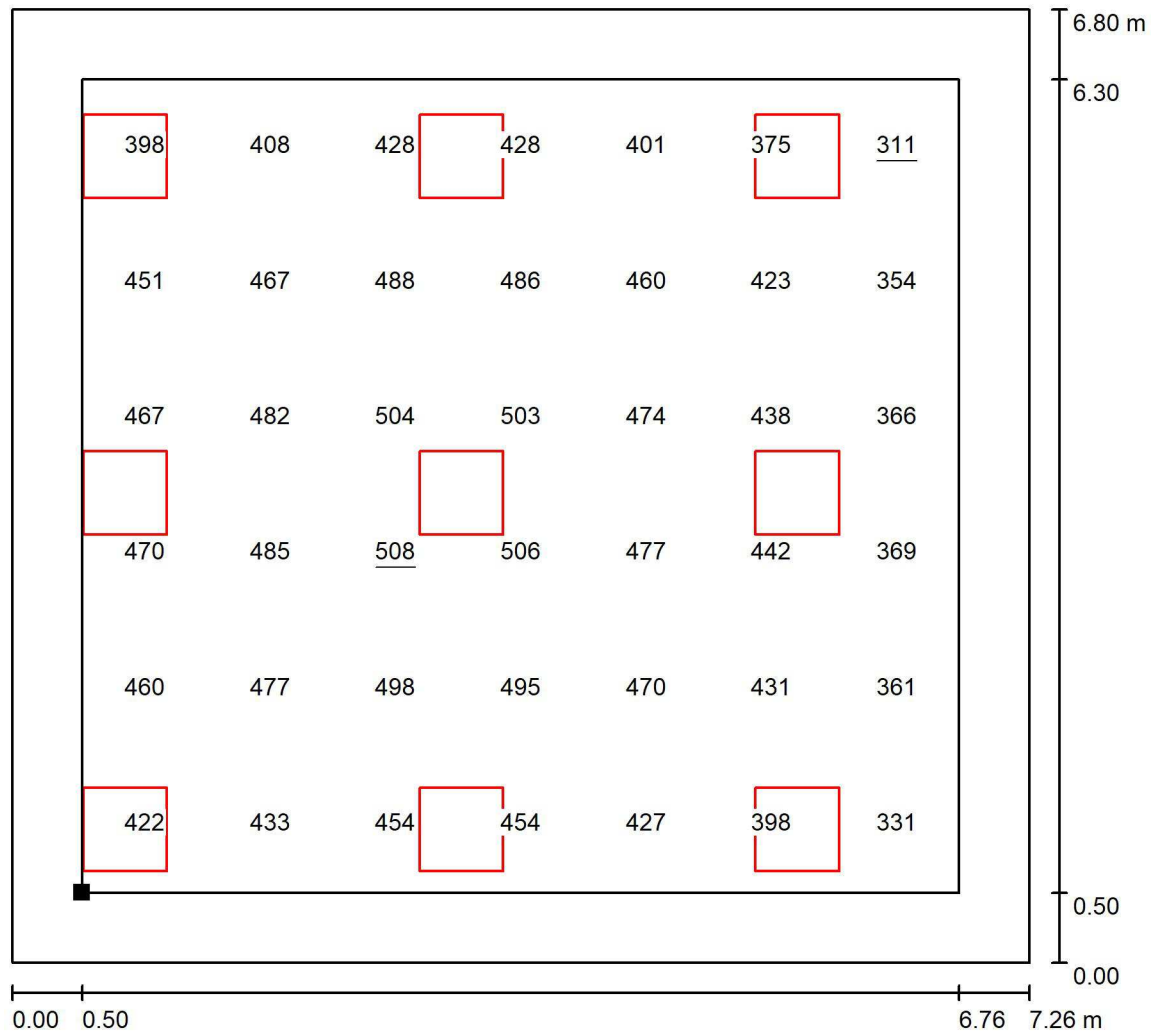 6.80 m
6.30
398 408 428 428 401 375 311
451 467 488 486 460 423 354
467 482 504 503 474 438 366
470 485 508 506 477 442 369
460 477 498 495 470 431 361
422 433 454 454 427 398 331
0.50
0.00
0.00 0.50 6.76 7.26 m